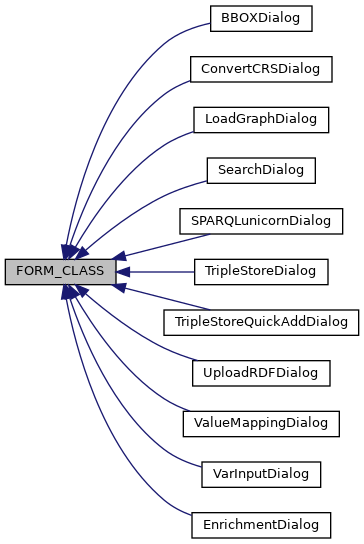 BBOXDialog
ConvertCRSDialog
LoadGraphDialog
SearchDialog
SPARQLunicornDialog
FORM_CLASS
TripleStoreDialog
TripleStoreQuickAddDialog
UploadRDFDialog
ValueMappingDialog
VarInputDialog
EnrichmentDialog